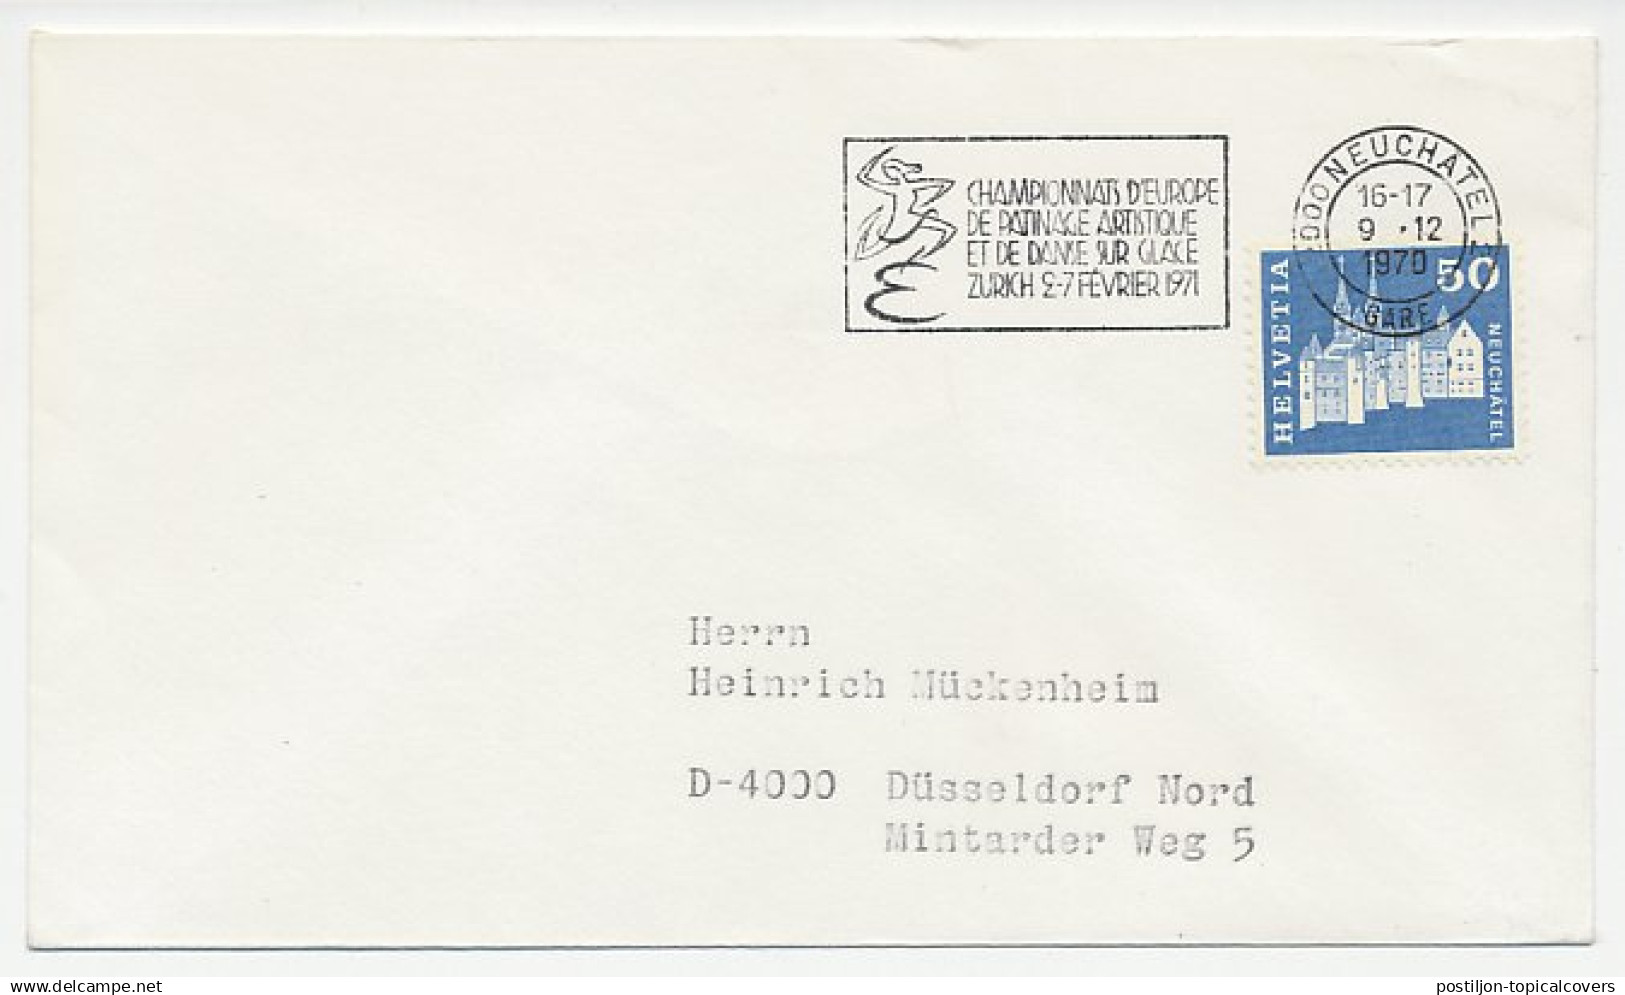 CHAMPIONNATS D'EUROPE
DE PATINAGE ARTISTIQUE
ET DE DANSE SUR GLACE
ZURICH 2-7 FÉVRIER 1971
2000 NEUCHATEL 2
16-17
9 •12
1970
GARE
HELVETIA
50
NEUCHÂTEL
Herrn
Heinrich Mückenheim
D-4000 Düsseldorf Nord
Mintarder Weg 5
www.delcampe.net
postiljon-topicalcovers